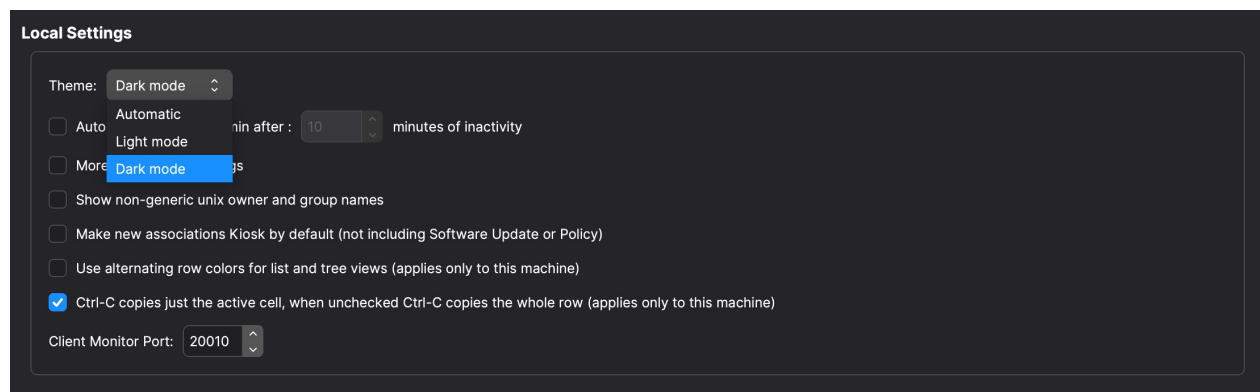 Local Settings
Theme: Dark mode
Automatic
Auto in after : 10 minutes of inactivity
Light mode
More gs
Dark mode
Show non-generic unix owner and group names
Make new associations Kiosk by default (not including Software Update or Policy)
Use alternating row colors for list and tree views (applies only to this machine)
Ctrl-C copies just the active cell, when unchecked Ctrl-C copies the whole row (applies only to this machine)
Client Monitor Port: 20010